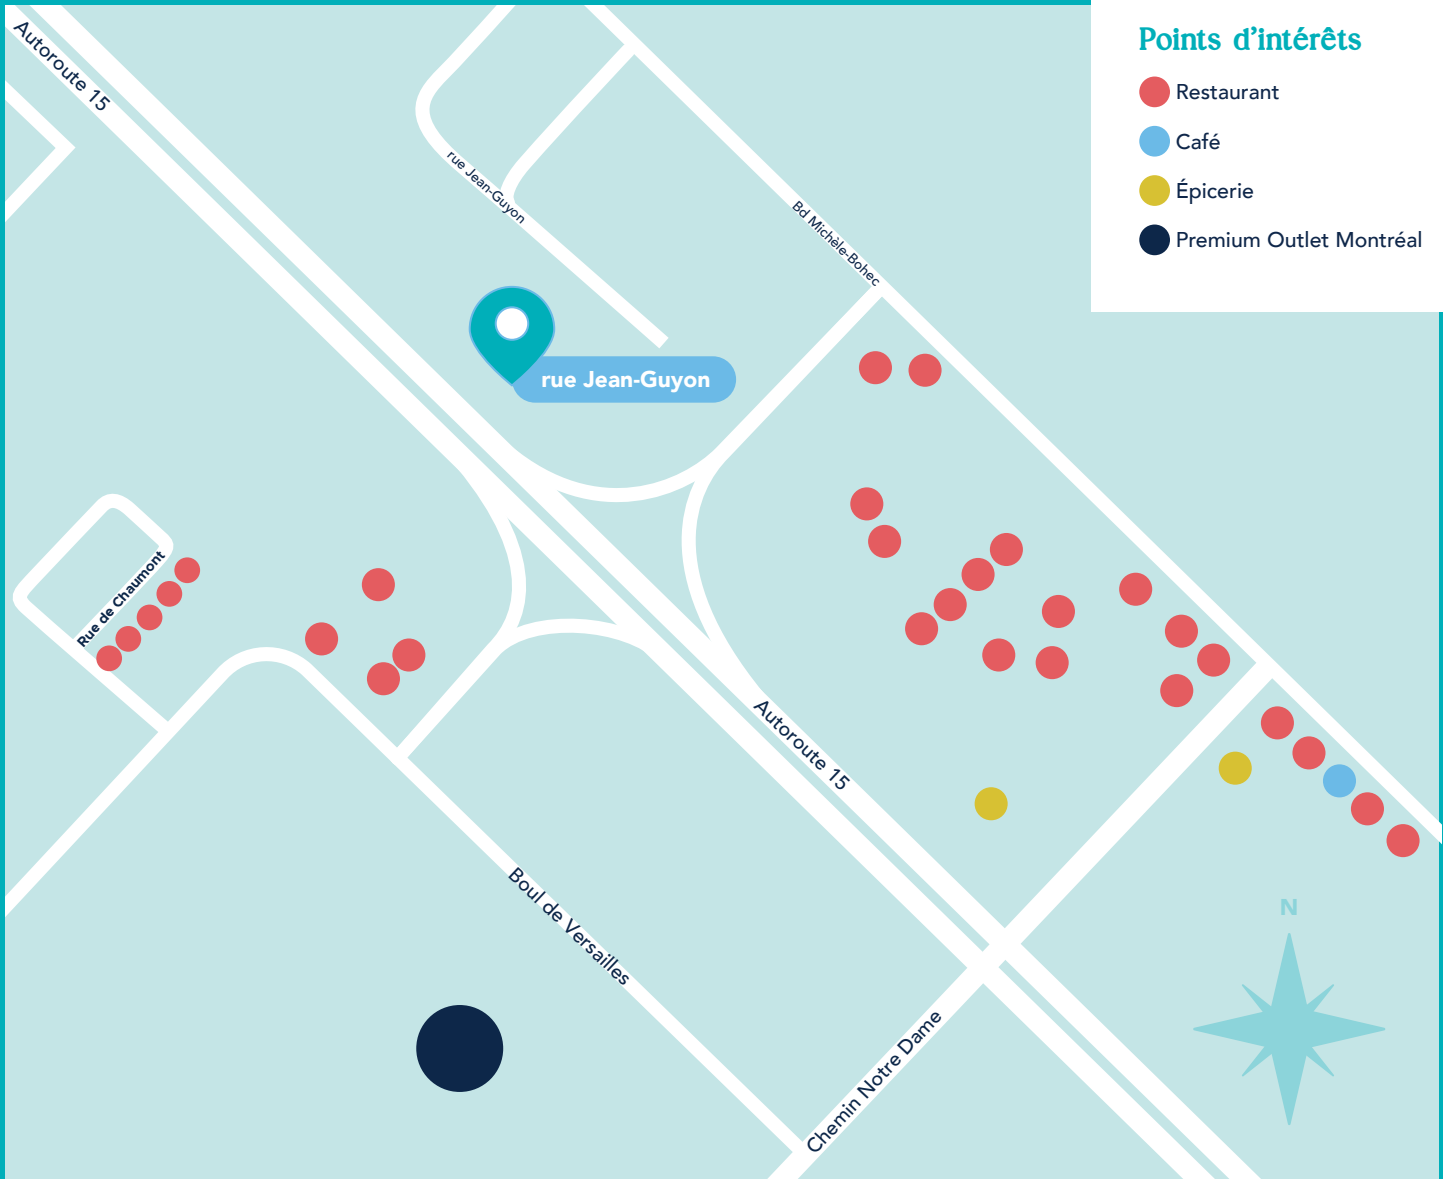 Autoroute 15
rue Jean-Guyon
Bd Michèle-Bohec
Points d'intérêts
Restaurant
Café
Épicerie
Premium Outlet Montréal
rue Jean-Guyon
Rue de Chaumont
Autoroute 15
Boul de Versailles
Chemin Notre Dame
N